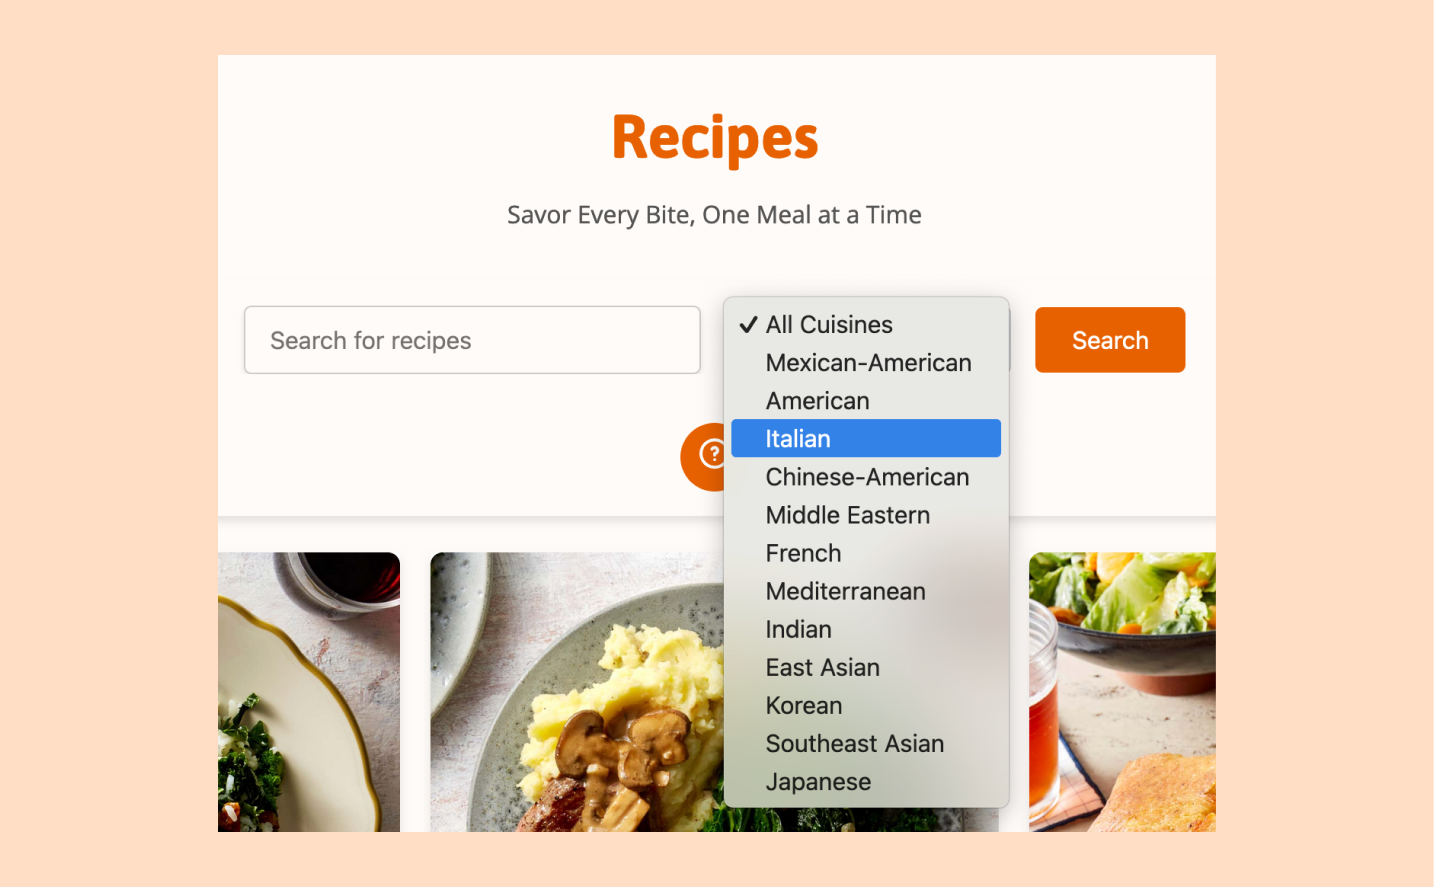 Recipes
Savor Every Bite, One Meal at a Time
Search for recipes
All Cuisines
Mexican-American
American
Italian
Chinese-American
Middle Eastern
French
Mediterranean
Indian
East Asian
Korean
Southeast Asian
Japanese
Search
?